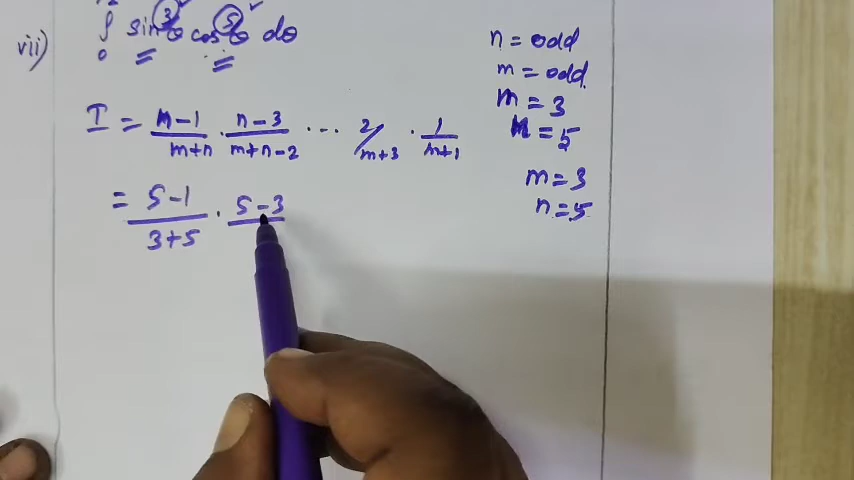 vii) ∫ sin³θ cos⁵θ dθ
0
n = odd
m = odd.
m = 3
n = 5
I = n-1/m+n · n-3/m+n-2 ... 2/m+3 · 1/m+1
m = 3
n = 5
= 5-1/3+5 · 5-3